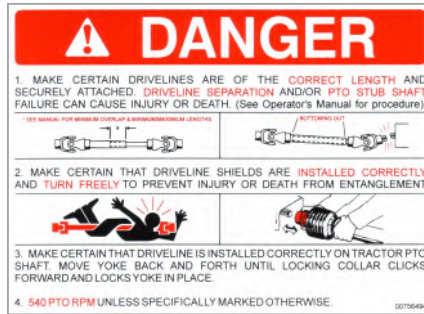 DANGER
1. MAKE CERTAIN DRIVELINES ARE OF THE CORRECT LENGTH AND
SECURELY ATTACHED. DRIVELINE SEPARATION AND/OR PTO STUB SHAFT
FAILURE CAN CAUSE INJURY OR DEATH. (See Operator's Manual for procedure)
* SEE MANUAL FOR MINIMUM OVERLAP & MINIMUM/MAXIMUM LENGTHS
BOTTOMING OUT
2. MAKE CERTAIN THAT DRIVELINE SHIELDS ARE INSTALLED CORRECTLY
AND TURN FREELY TO PREVENT INJURY OR DEATH FROM ENTANGLEMENT
3. MAKE CERTAIN THAT DRIVELINE IS INSTALLED CORRECTLY ON TRACTOR PTO
SHAFT. MOVE YOKE BACK AND FORTH UNTIL LOCKING COLLAR CLICKS
FORWARD AND LOCKS YOKE IN PLACE.
4. 540 PTO RPM UNLESS SPECIFICALLY MARKED OTHERWISE.